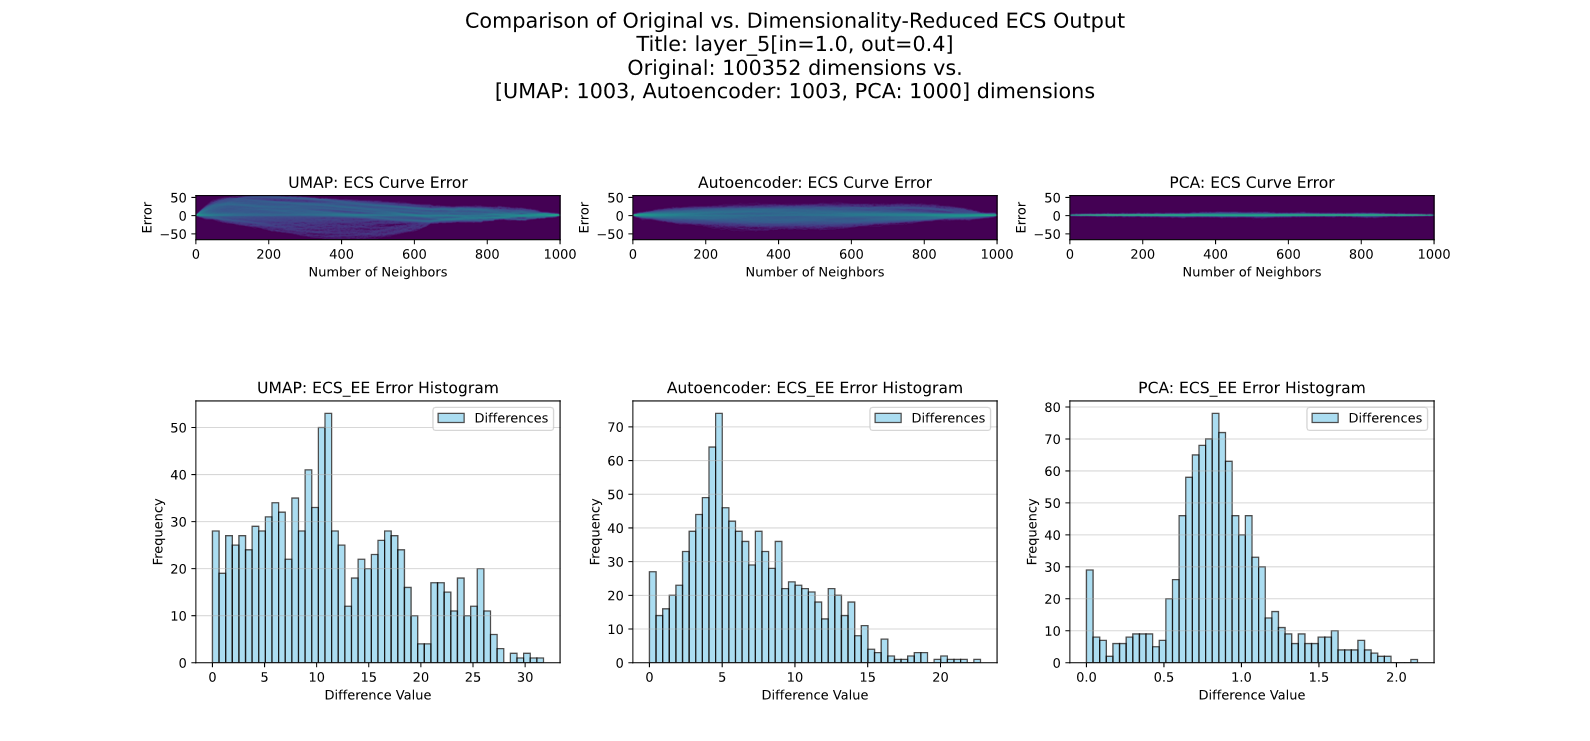 Comparison of Original vs. Dimensionality-Reduced ECS Output
Title: layer_5[in=1.0, out=0.4]
Original: 100352 dimensions vs.
[UMAP: 1003, Autoencoder: 1003, PCA: 1000] dimensions
UMAP: ECS Curve Error
50
0
−50
Error
0 200 400 600 800 1000
Number of Neighbors
Autoencoder: ECS Curve Error
50
0
−50
Error
0 200 400 600 800 1000
Number of Neighbors
PCA: ECS Curve Error
50
0
−50
Error
0 200 400 600 800 1000
Number of Neighbors
UMAP: ECS_EE Error Histogram
Differences
50
40
30
20
10
0
Frequency
0 5 10 15 20 25 30
Difference Value
Autoencoder: ECS_EE Error Histogram
Differences
70
60
50
40
30
20
10
0
Frequency
0 5 10 15 20
Difference Value
PCA: ECS_EE Error Histogram
Differences
80
70
60
50
40
30
20
10
0
Frequency
0.0 0.5 1.0 1.5 2.0
Difference Value